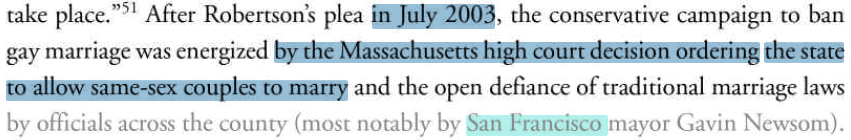 take place.”51 After Robertson’s plea in July 2003, the conservative campaign to ban
gay marriage was energized by the Massachusetts high court decision ordering the state
to allow same-sex couples to marry and the open defiance of traditional marriage laws
by officials across the county (most notably by San Francisco mayor Gavin Newsom).